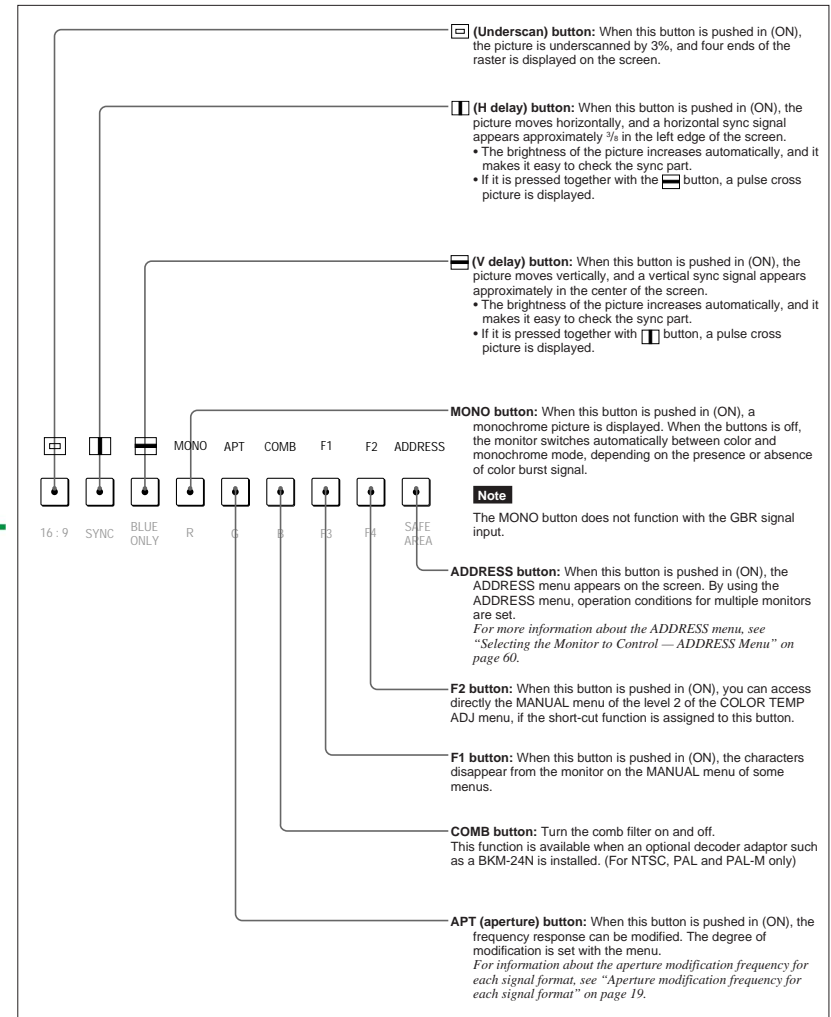 (Underscan) button: When this button is pushed in (ON),
the picture is underscanned by 3%, and four ends of the
raster is displayed on the screen.
(H delay) button: When this button is pushed in (ON), the
picture moves horizontally, and a horizontal sync signal
appears approximately 3/8 in the left edge of the screen.
• The brightness of the picture increases automatically, and it
makes it easy to check the sync part.
• If it is pressed together with the button, a pulse cross
picture is displayed.
(V delay) button: When this button is pushed in (ON), the
picture moves vertically, and a vertical sync signal appears
approximately in the center of the screen.
• The brightness of the picture increases automatically, and it
makes it easy to check the sync part.
• If it is pressed together with button, a pulse cross
picture is displayed.
MONO button: When this button is pushed in (ON), a
monochrome picture is displayed. When the buttons is off,
the monitor switches automatically between color and
monochrome mode, depending on the presence or absence
of color burst signal.
Note
The MONO button does not function with the GBR signal
input.
MONO APT COMB F1 F2 ADDRESS
16 : 9 SYNC BLUE ONLY R G B F3 F4 SAFE AREA
ADDRESS button: When this button is pushed in (ON), the
ADDRESS menu appears on the screen. By using the
ADDRESS menu, operation conditions for multiple monitors
are set.
For more information about the ADDRESS menu, see
“Selecting the Monitor to Control — ADDRESS Menu” on
page 60.
F2 button: When this button is pushed in (ON), you can access
directly the MANUAL menu of the level 2 of the COLOR TEMP
ADJ menu, if the short-cut function is assigned to this button.
F1 button: When this button is pushed in (ON), the characters
disappear from the monitor on the MANUAL menu of some
menus.
COMB button: Turn the comb filter on and off.
This function is available when an optional decoder adaptor such
as a BKM-24N is installed. (For NTSC, PAL and PAL-M only)
APT (aperture) button: When this button is pushed in (ON), the
frequency response can be modified. The degree of
modification is set with the menu.
For information about the aperture modification frequency for
each signal format, see “Aperture modification frequency for
each signal format” on page 19.